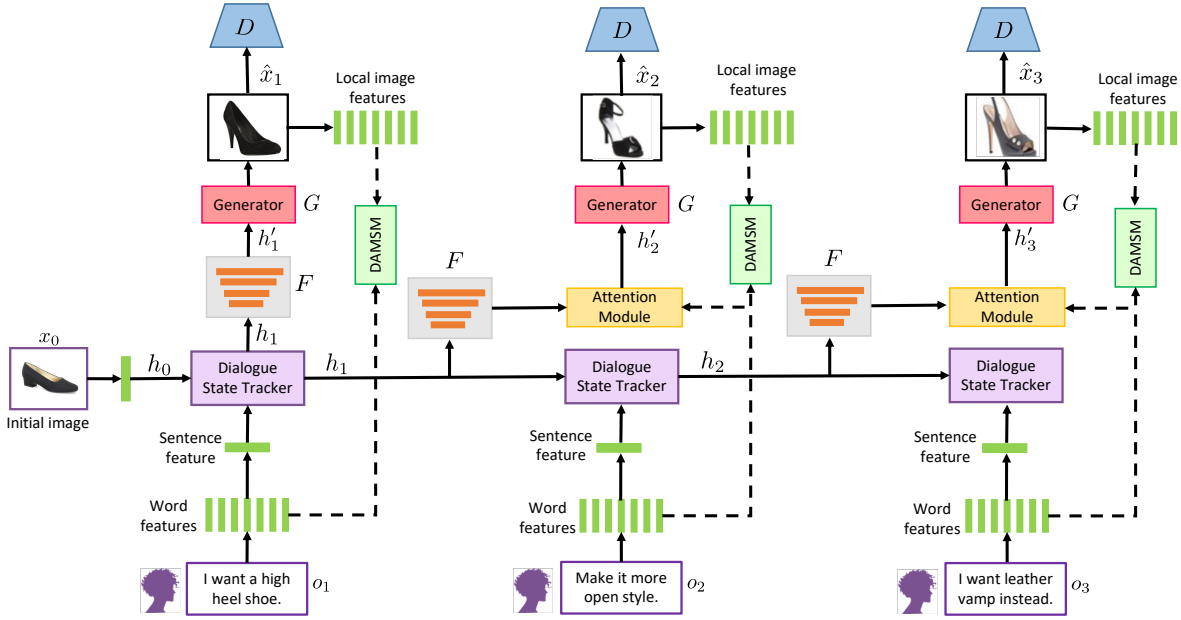 D
D
D
x̂₁
x̂₂
x̂₃
Local image
features
Local image
features
Local image
features
Generator
G
Generator
G
Generator
G
DAMSM
DAMSM
DAMSM
h′₁
h′₂
h′₃
F
F
F
Attention
Module
Attention
Module
x₀
h₁
h₀
Dialogue
State Tracker
h₁
Dialogue
State Tracker
h₂
Dialogue
State Tracker
Initial image
Sentence
feature
Sentence
feature
Sentence
feature
Word
features
Word
features
Word
features
I want a high
heel shoe.
o₁
Make it more
open style.
o₂
I want leather
vamp instead.
o₃